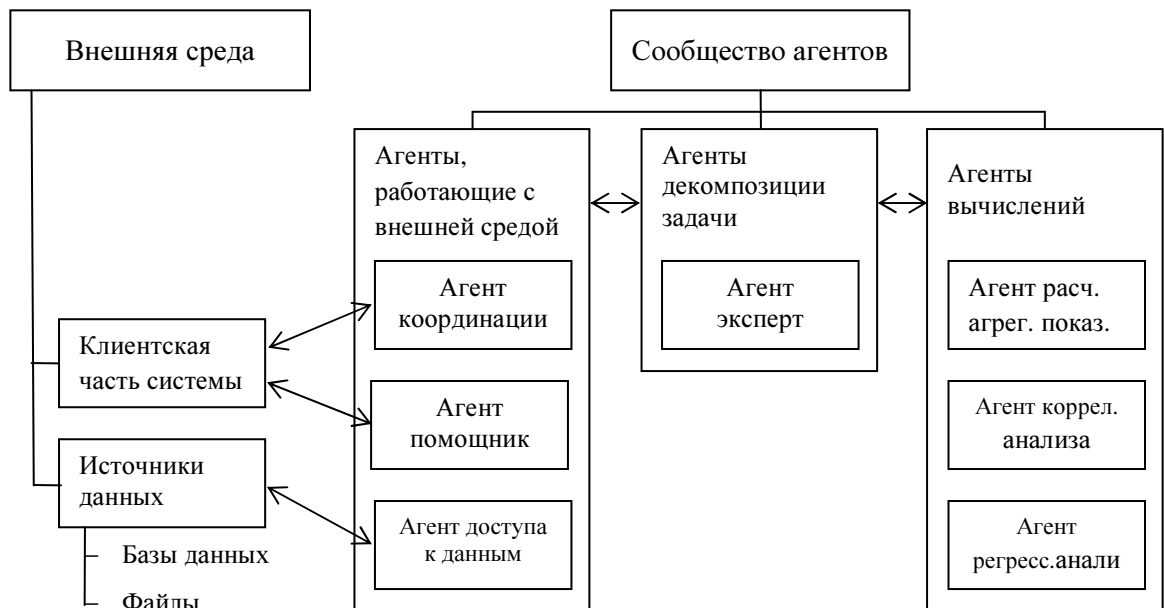 Внешняя среда
Сообщество агентов
Агенты,
работающие с
внешней средой
Агенты
декомпозиции
задачи
Агенты
вычислений
Агент
координации
Агент
эксперт
Агент расч.
агрег. показ.
Клиентская
часть системы
Агент
помощник
Агент коррел.
анализа
Источники
данных
Агент доступа
к данным
Агент
регресс.анали
Базы данных
Файлы